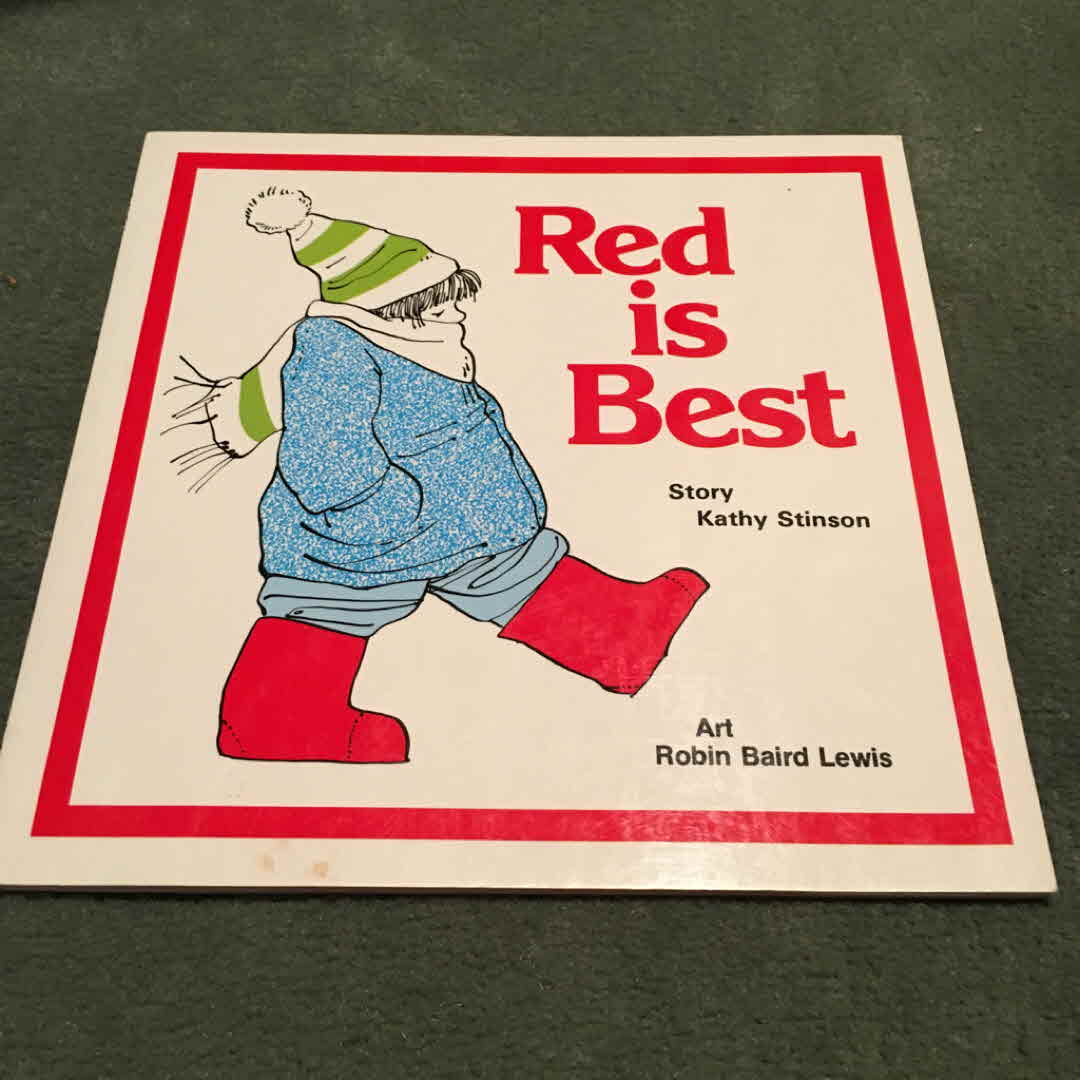 Red
is
Best
Story
Kathy Stinson
Art
Robin Baird Lewis